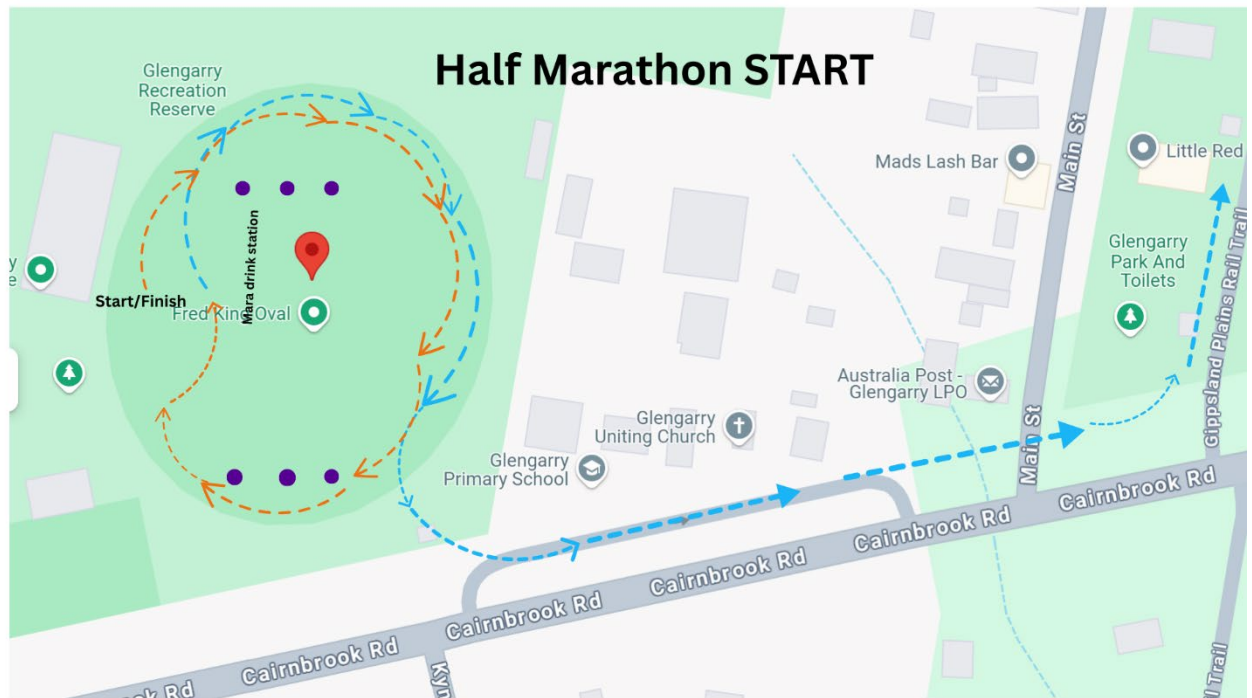 Half Marathon START
Glengarry
Recreation
Reserve
Mara drink station
Start/Finish
Fred King Oval
Mads Lash Bar
Main St
Little Red
Glengarry
Park And
Toilets
Gippsland Plains Rail Trail
Australia Post -
Glengarry LPO
Glengarry
Uniting Church
Glengarry
Primary School
Main St
Cairnbrook Rd
Cairnbrook Rd
Cairnbrook Rd
Cairnbrook Rd
Cairnbrook Rd
Rd
Trail